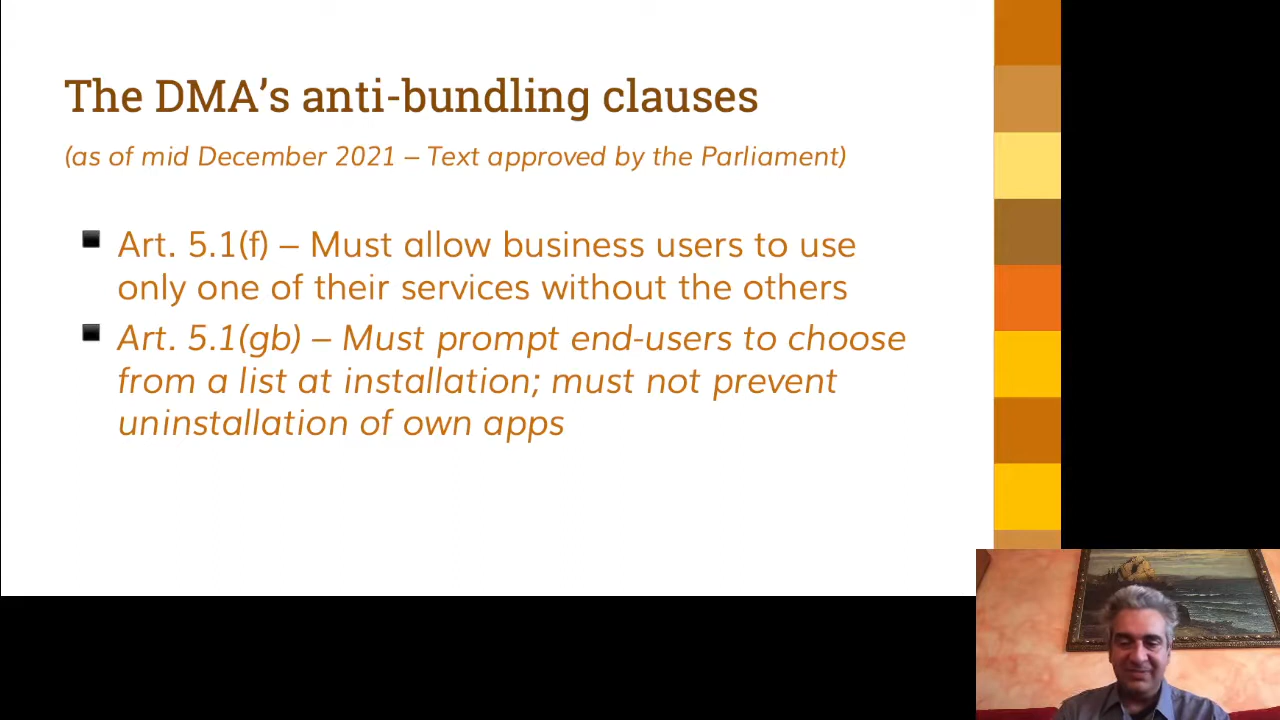 The DMA’s anti-bundling clauses
(as of mid December 2021 – Text approved by the Parliament)
Art. 5.1(f) – Must allow business users to use
only one of their services without the others
Art. 5.1(gb) – Must prompt end-users to choose
from a list at installation; must not prevent
uninstallation of own apps